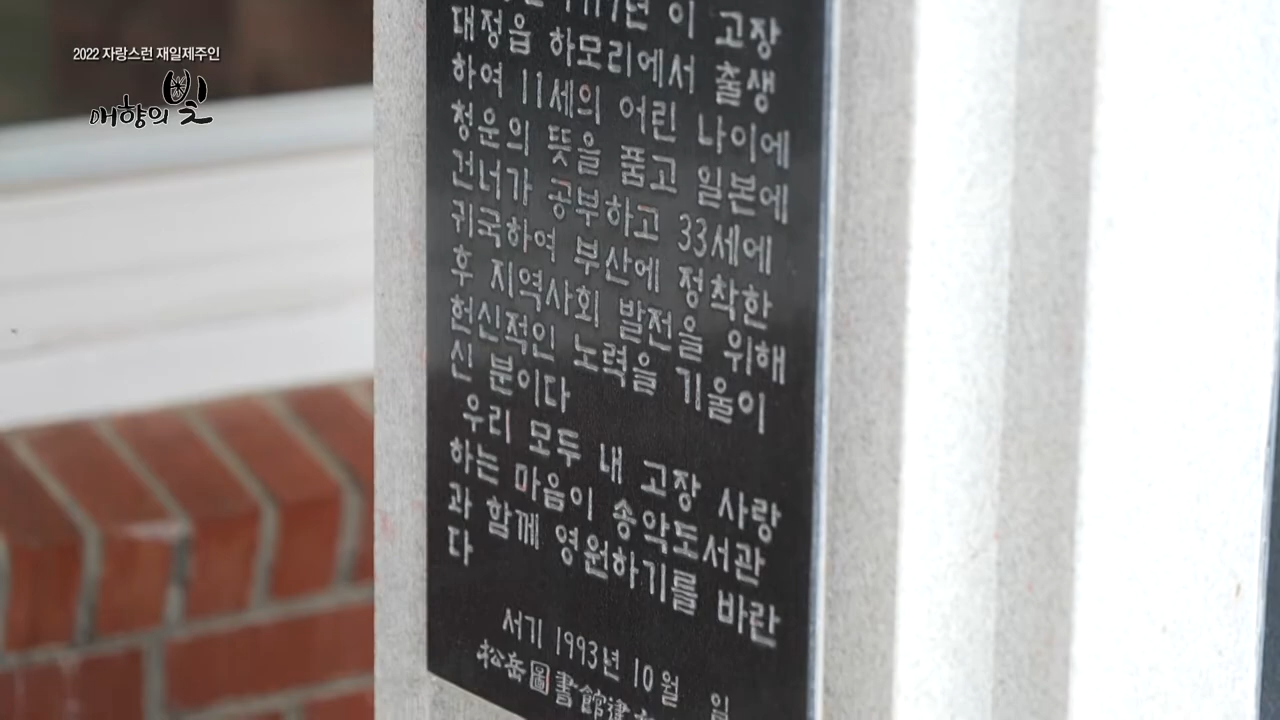 2022 자랑스런 재일제주인
애향의 빛
년 이 고장
대정읍 하모리에서 출생
하여 11세의 어린 나이에
청운의 뜻을 품고 일본에
건너가 공부하고 33세에
귀국하여 부산에 정착한
후 지역사회 발전을 위해
헌신적인 노력을 기울이
신 분이다
우리 모두 내 고장 사랑
하는 마음이 송악도서관
과 함께 영원하기를 바란
다
서기 1993년 10월 일
松岳圖書館建